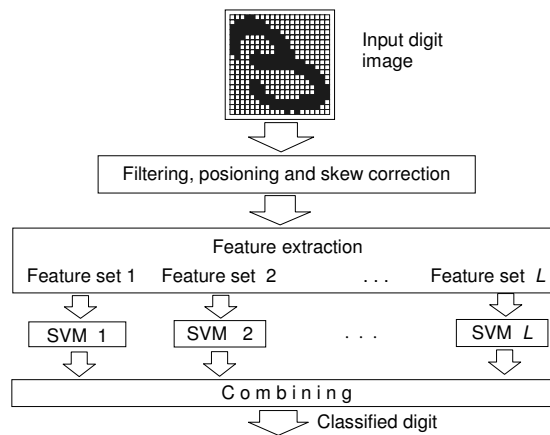 Input digit
image
Filtering, posioning and skew correction
Feature extraction
Feature set 1 Feature set 2 . . . Feature set L
SVM 1 SVM 2 . . . SVM L
Combining
Classified digit